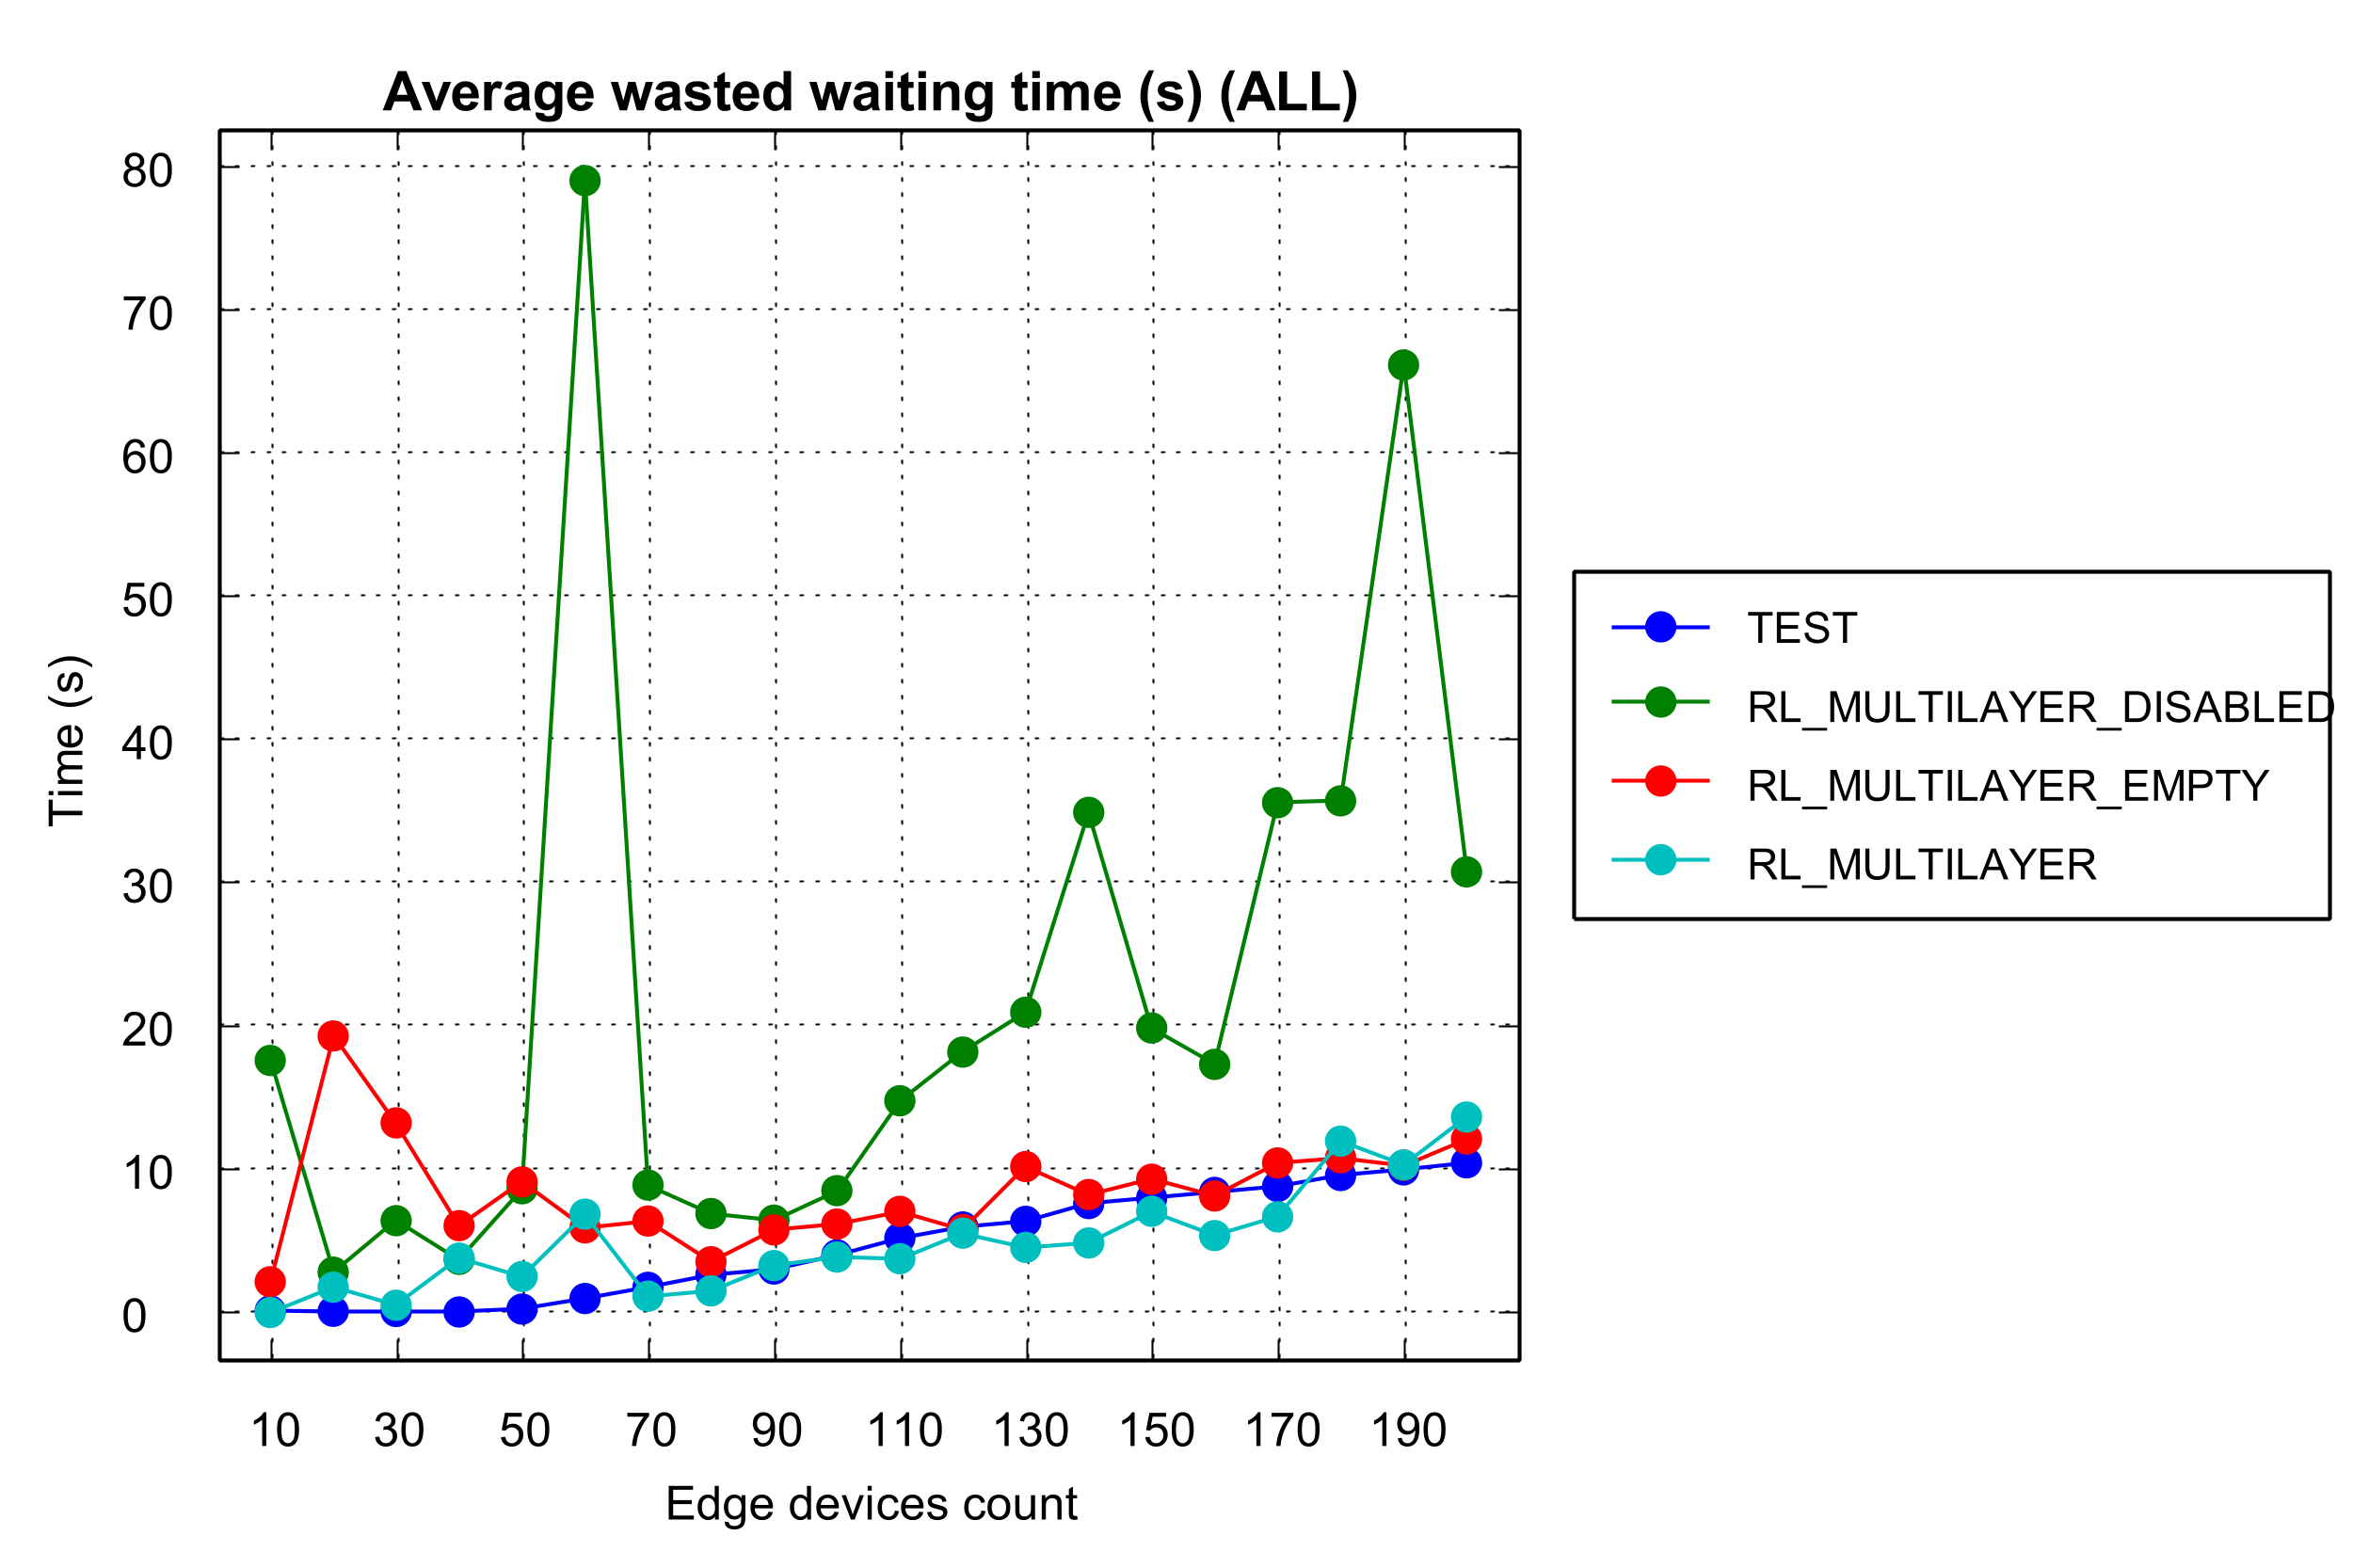 Average wasted waiting time (s) (ALL)
80
70
60
50
40
30
20
10
0
Time (s)
10 30 50 70 90 110 130 150 170 190
Edge devices count
TEST
RL_MULTILAYER_DISABLED
RL_MULTILAYER_EMPTY
RL_MULTILAYER